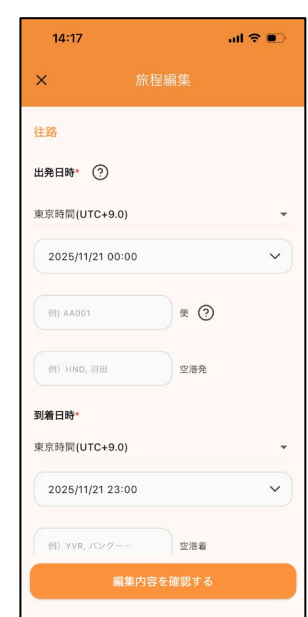 14:17
× 旅程編集
往路
出発日時* ?
東京時間(UTC+9.0)
2025/11/21 00:00
例) AA001 便 ?
例) HND, 羽田 空港発
到着日時*
東京時間(UTC+9.0)
2025/11/21 23:00
例) YVR, バンクー… 空港着
編集内容を確認する